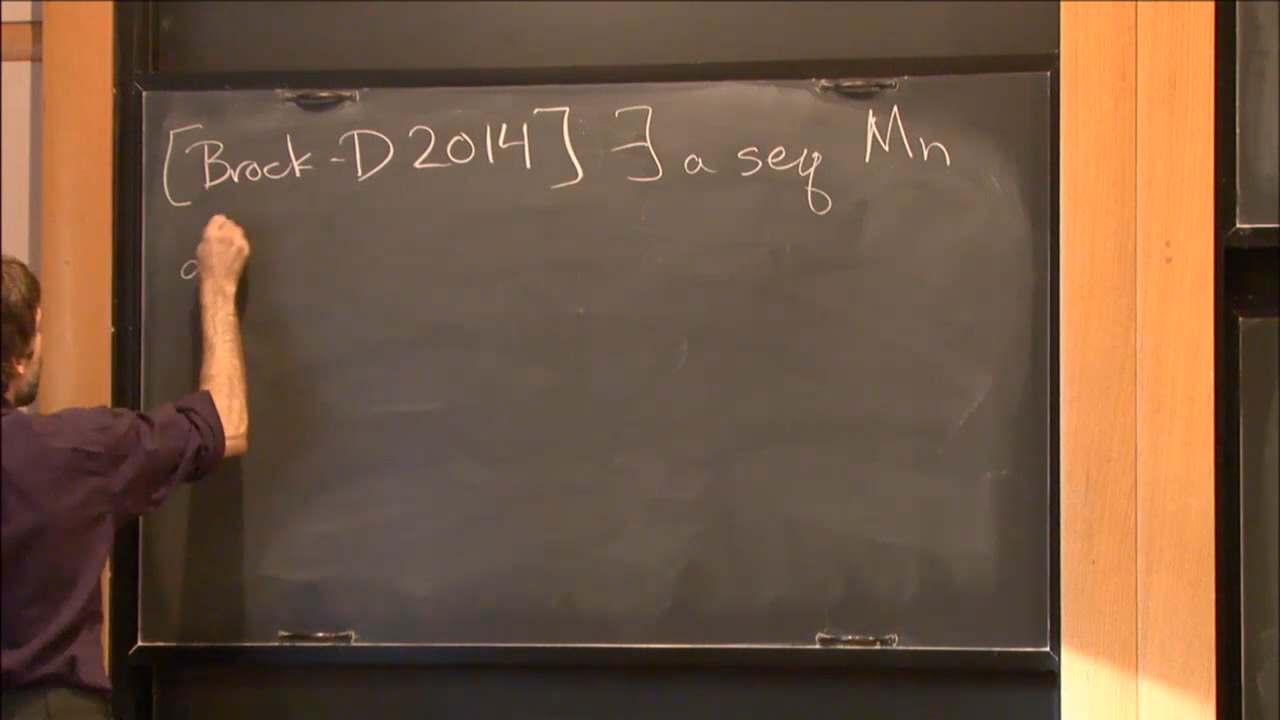 [Brock-D 2014] ∃ a seq Mn